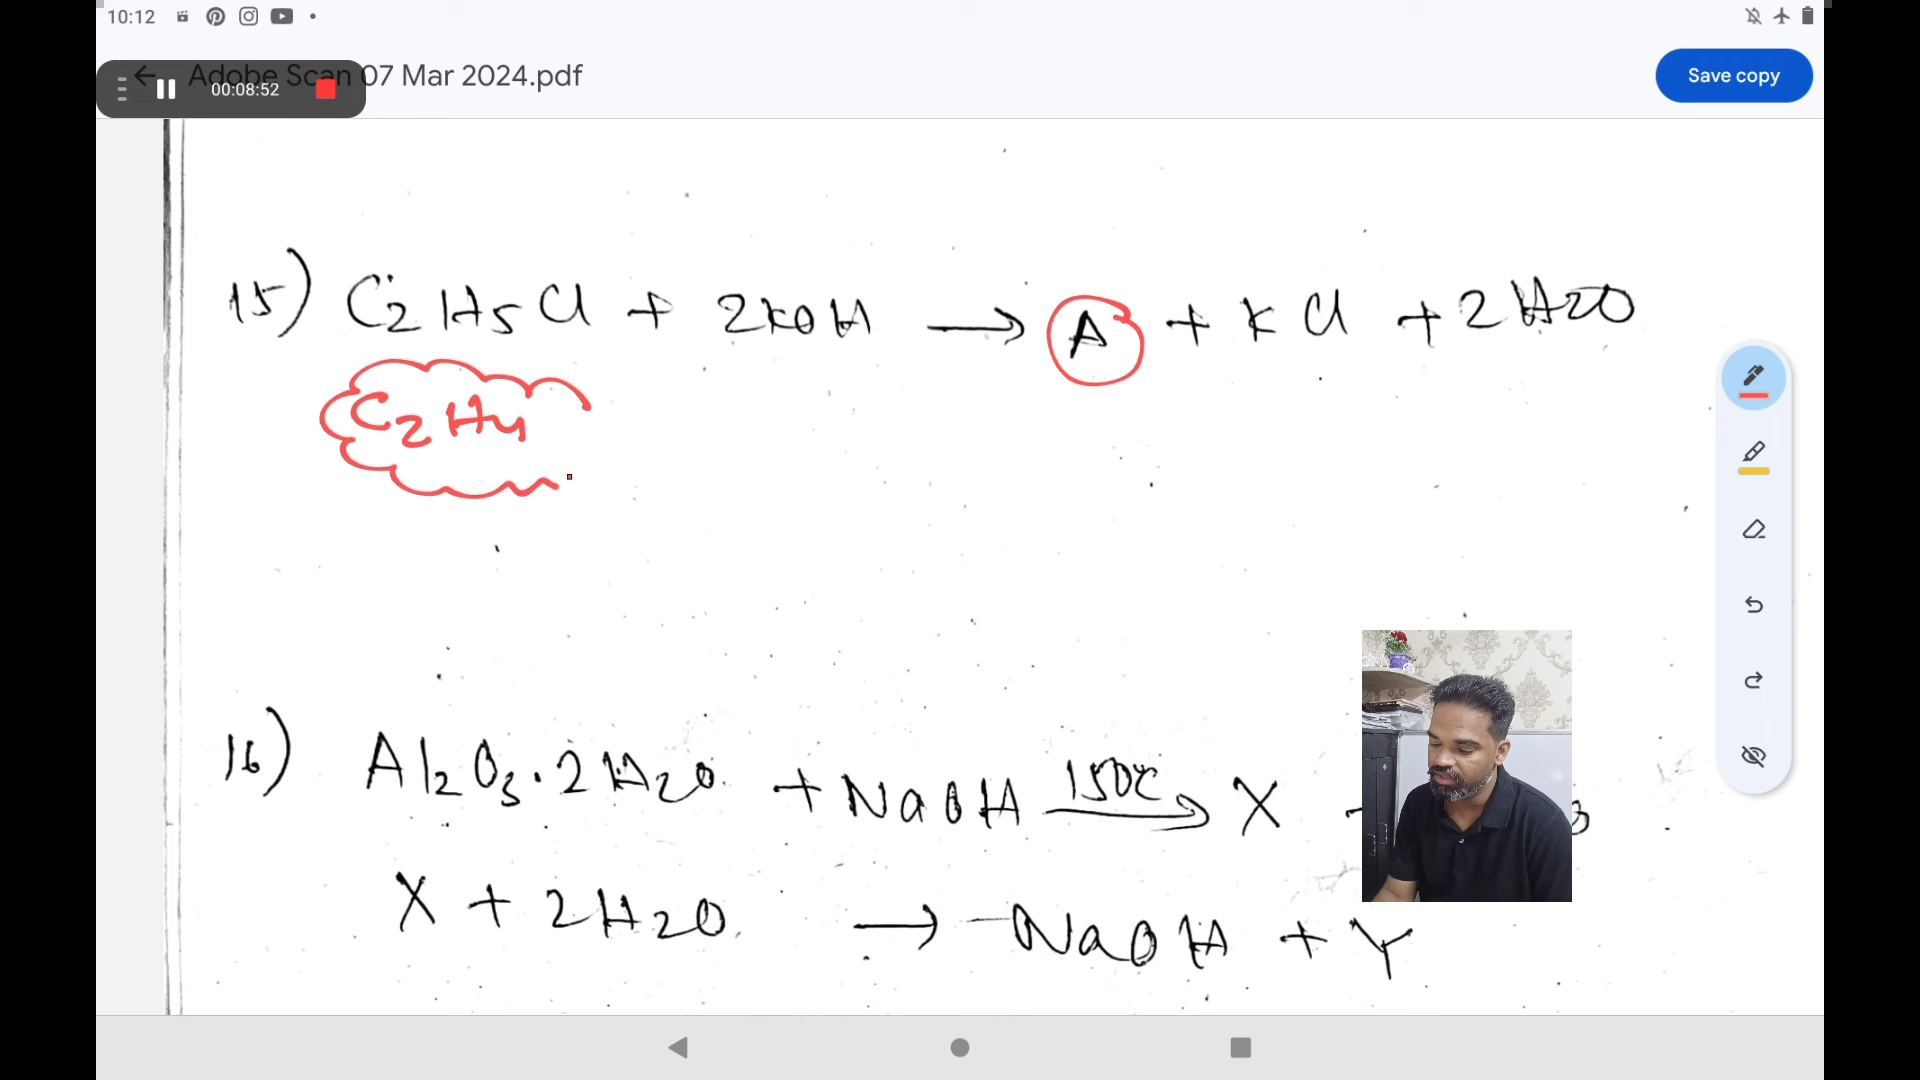 10:12
Adobe Scan 07 Mar 2024.pdf
00:08:52
Save copy
15) C2H5Cl + 2KOH → A + KCl + 2H2O
C2H4
16) Al2O3.2H2O + NaOH 150°C → X
X + 2H2O → NaOH + Y